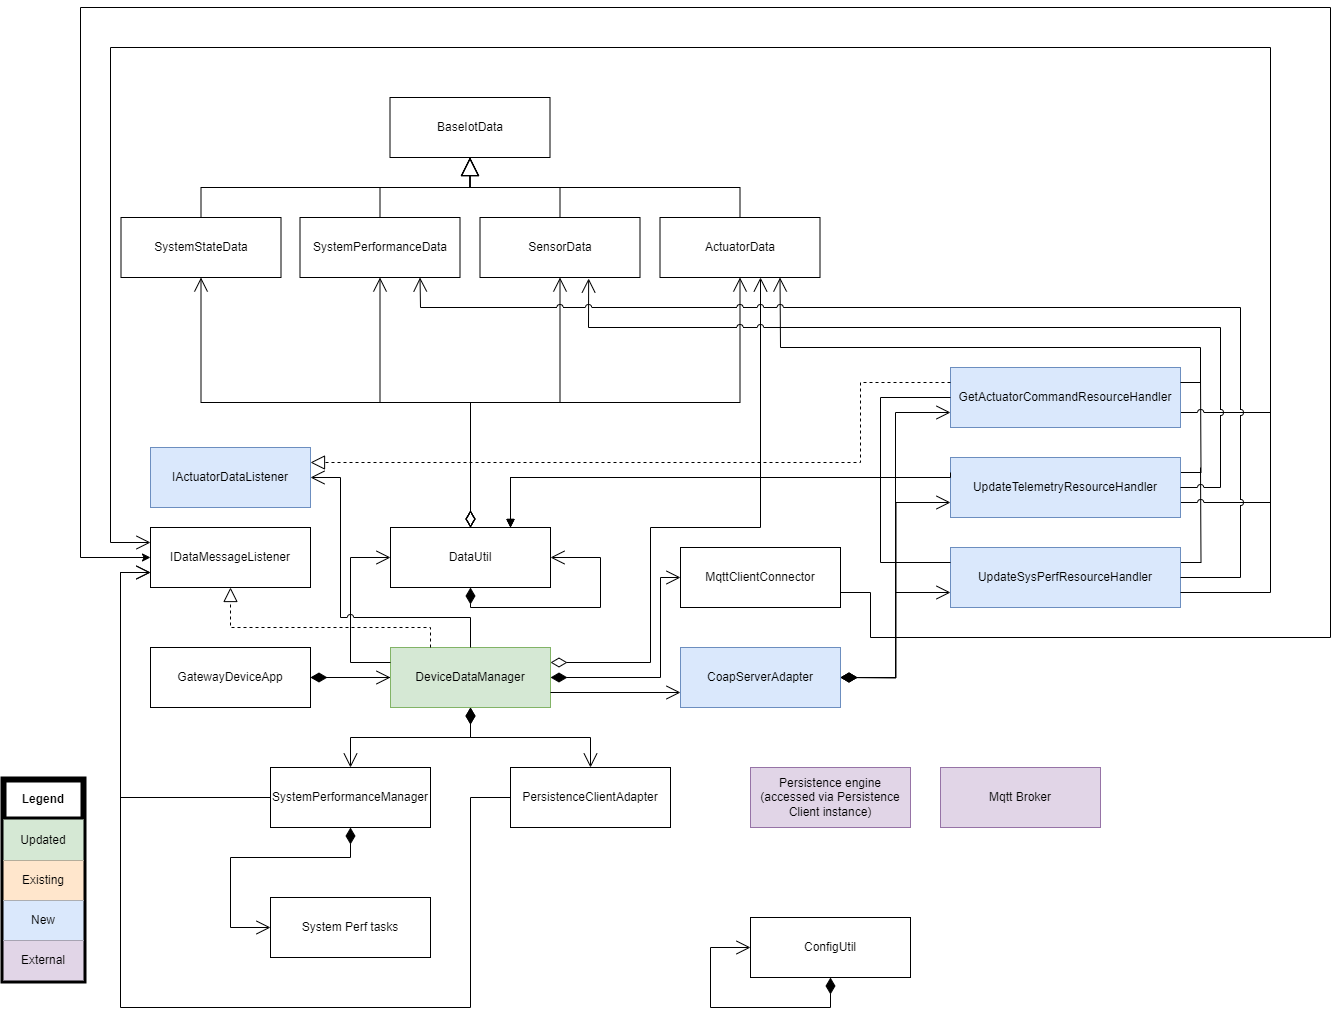 BaseIotData
SystemStateData
SystemPerformanceData
SensorData
ActuatorData
GetActuatorCommandResourceHandler
IActuatorDataListener
UpdateTelemetryResourceHandler
IDataMessageListener
DataUtil
MqttClientConnector
UpdateSysPerfResourceHandler
GatewayDeviceApp
DeviceDataManager
CoapServerAdapter
SystemPerformanceManager
PersistenceClientAdapter
Persistence engine
(accessed via Persistence
Client instance)
Mqtt Broker
Legend
Updated
Existing
New
External
System Perf tasks
ConfigUtil